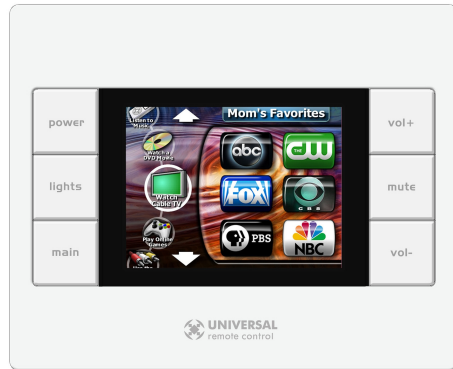 power
lights
main
Listen to
Music
Watch a
DVD Movie
Watch
Cable TV
Play Online
Games
Mom's Favorites
abc
THE CW
FOX
CBS
PBS
NBC
vol+
mute
vol-
UNIVERSAL
remote control